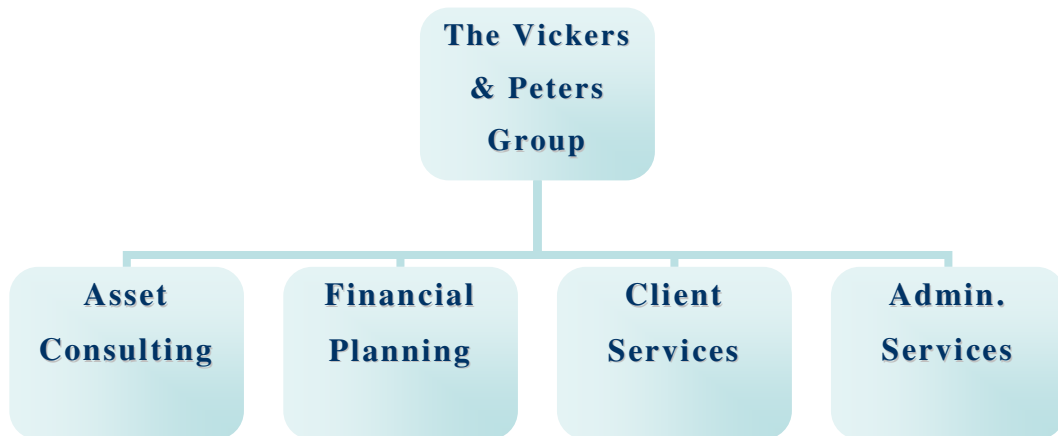 The Vickers
& Peters
Group
Asset
Consulting
Financial
Planning
Client
Services
Admin.
Services